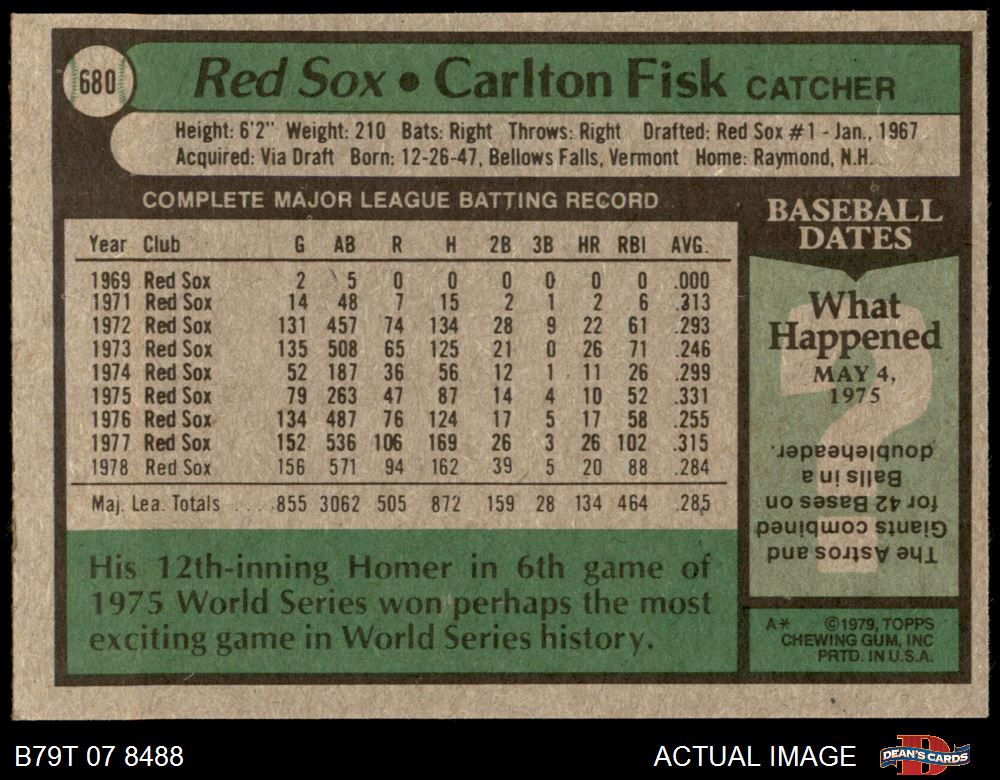 680
Red Sox • Carlton Fisk CATCHER
Height: 6'2" Weight: 210 Bats: Right Throws: Right Drafted: Red Sox #1 - Jan., 1967
Acquired: Via Draft Born: 12-26-47, Bellows Falls, Vermont Home: Raymond, N.H.
COMPLETE MAJOR LEAGUE BATTING RECORD
Year Club G AB R H 2B 3B HR RBI AVG.
1969 Red Sox 2 5 0 0 0 0 0 0 .000
1971 Red Sox 14 48 7 15 2 1 2 6 .313
1972 Red Sox 131 457 74 134 28 9 22 61 .293
1973 Red Sox 135 508 65 125 21 0 26 71 .246
1974 Red Sox 52 187 36 56 12 1 11 26 .299
1975 Red Sox 79 263 47 87 14 4 10 52 .331
1976 Red Sox 134 487 76 124 17 5 17 58 .255
1977 Red Sox 152 536 106 169 26 3 26 102 .315
1978 Red Sox 156 571 94 162 39 5 20 88 .284
Maj. Lea. Totals .... 855 3062 505 872 159 28 134 464 .285
His 12th-inning Homer in 6th game of
1975 World Series won perhaps the most
exciting game in World Series history.
BASEBALL
DATES
What
Happened
MAY 4,
1975
?
The Astros and
Giants combined
for 42 Bases on
Balls in a
doubleheader.
A* ©1979, TOPPS
CHEWING GUM, INC
PRTD. IN U.S.A.
B79T 07 8488
ACTUAL IMAGE
D
DEAN'S CARDS